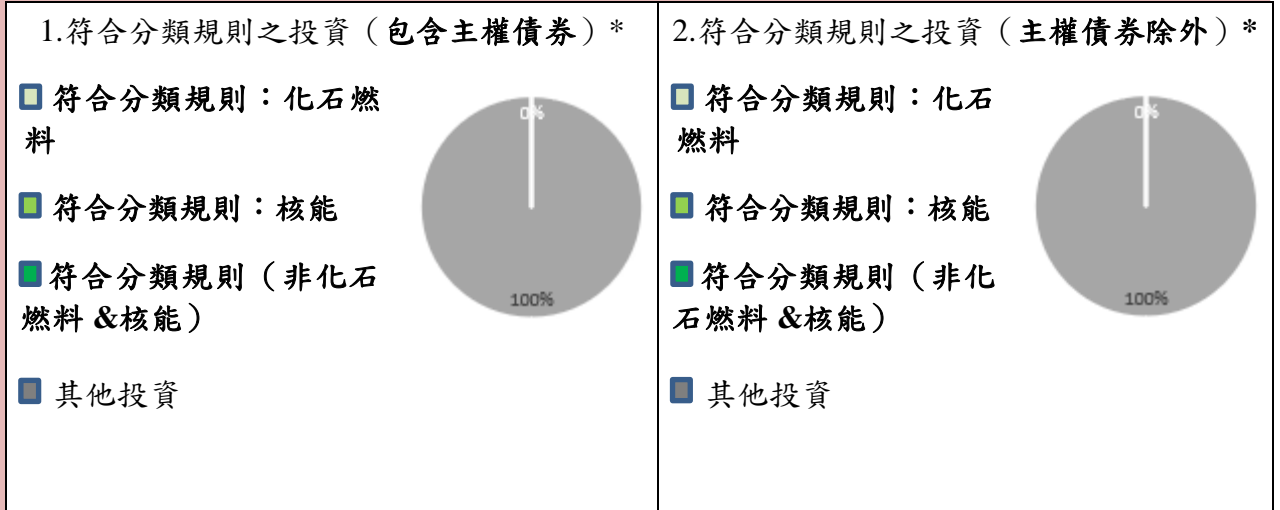 1.符合分類規則之投資（包含主權債券）*
符合分類規則：化石燃
料
符合分類規則：核能
符合分類規則（非化石
燃料 &核能）
其他投資
0%
100%
2.符合分類規則之投資（主權債券除外）*
符合分類規則：化石
燃料
符合分類規則：核能
符合分類規則（非化
石燃料 &核能）
其他投資
0%
100%